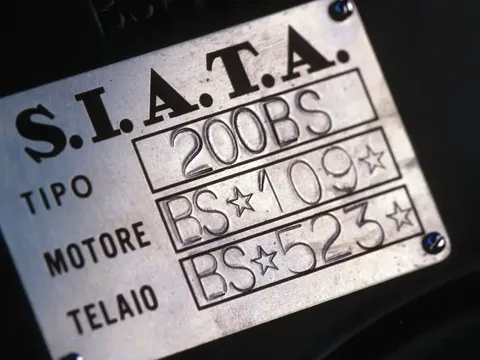 S.I.A.T.A.
TIPO 200BS
MOTORE BS☆109☆
TELAIO BS☆523☆